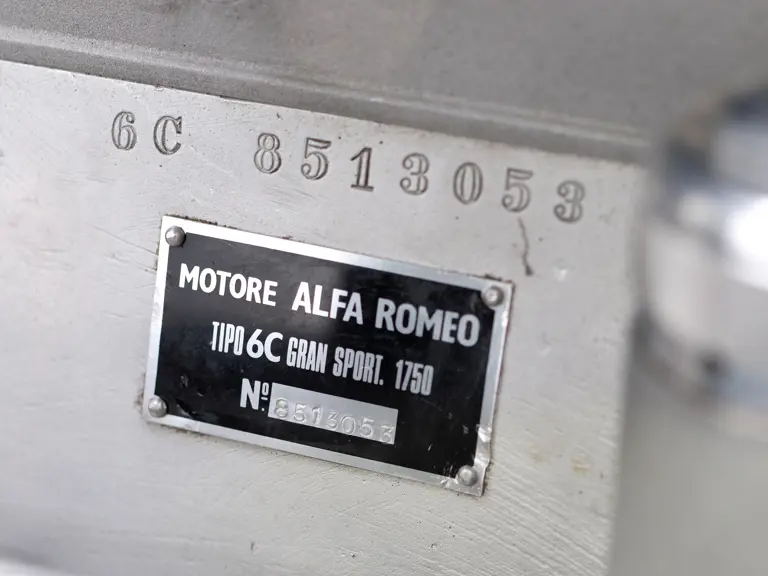 6C 8513053
MOTORE ALFA ROMEO
TIPO 6C GRAN SPORT. 1750
Nº. 8513053